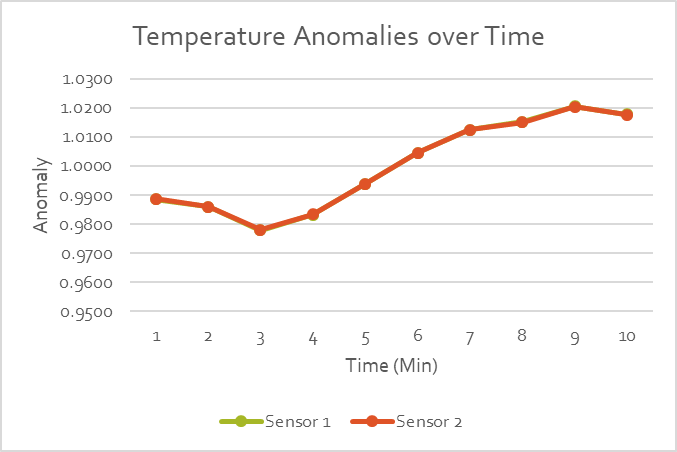 Temperature Anomalies over Time
1.0300
1.0200
1.0100
1.0000
0.9900
0.9800
0.9700
0.9600
0.9500
Anomaly
1 2 3 4 5 6 7 8 9 10
Time (Min)
Sensor 1 Sensor 2